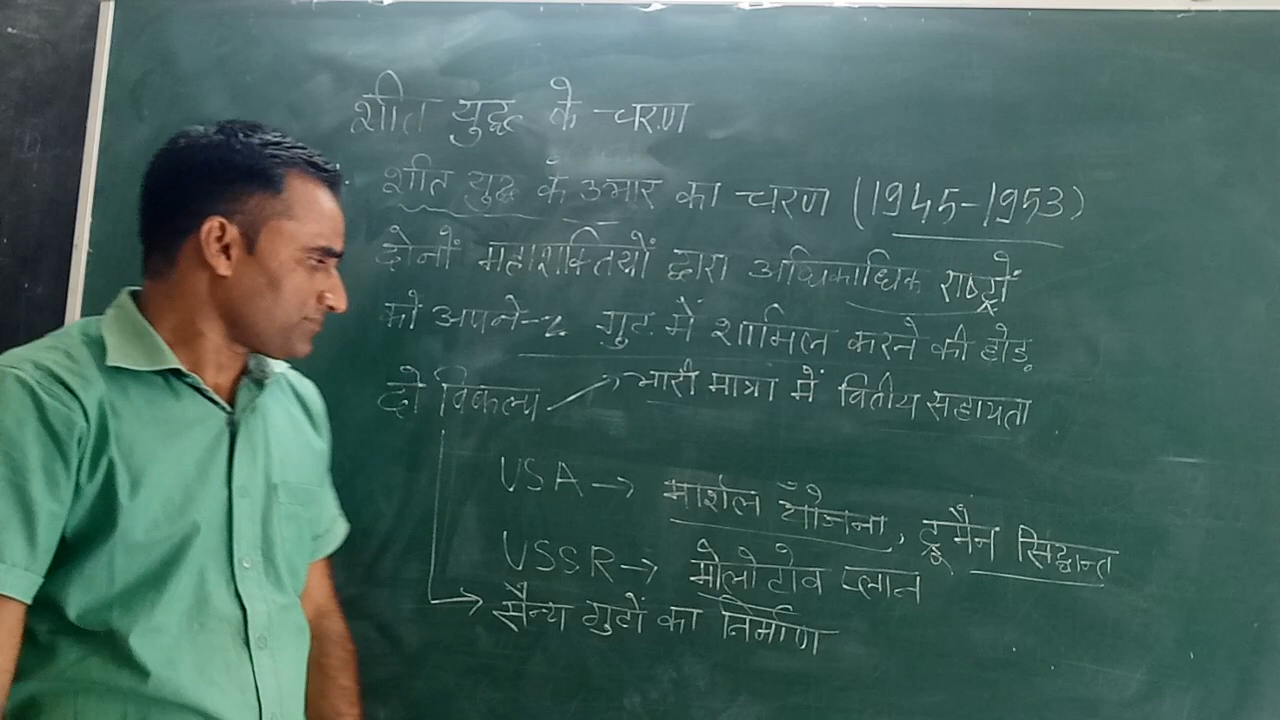 शीत युद्ध के चरण
शीत युद्ध के उभार का चरण (1945-1953)
दोनों महाशक्तियों द्वारा अधिकाधिक राष्ट्रों
को अपने-2 गुट में शामिल करने की होड़.
दो विकल्प → भारी मात्रा में वितीय सहायता
USA → मार्शल योजना, ट्रूमैन सिद्धान्त
USSR → मोलोटोव प्लान
→ सैन्य गुटों का निर्माण